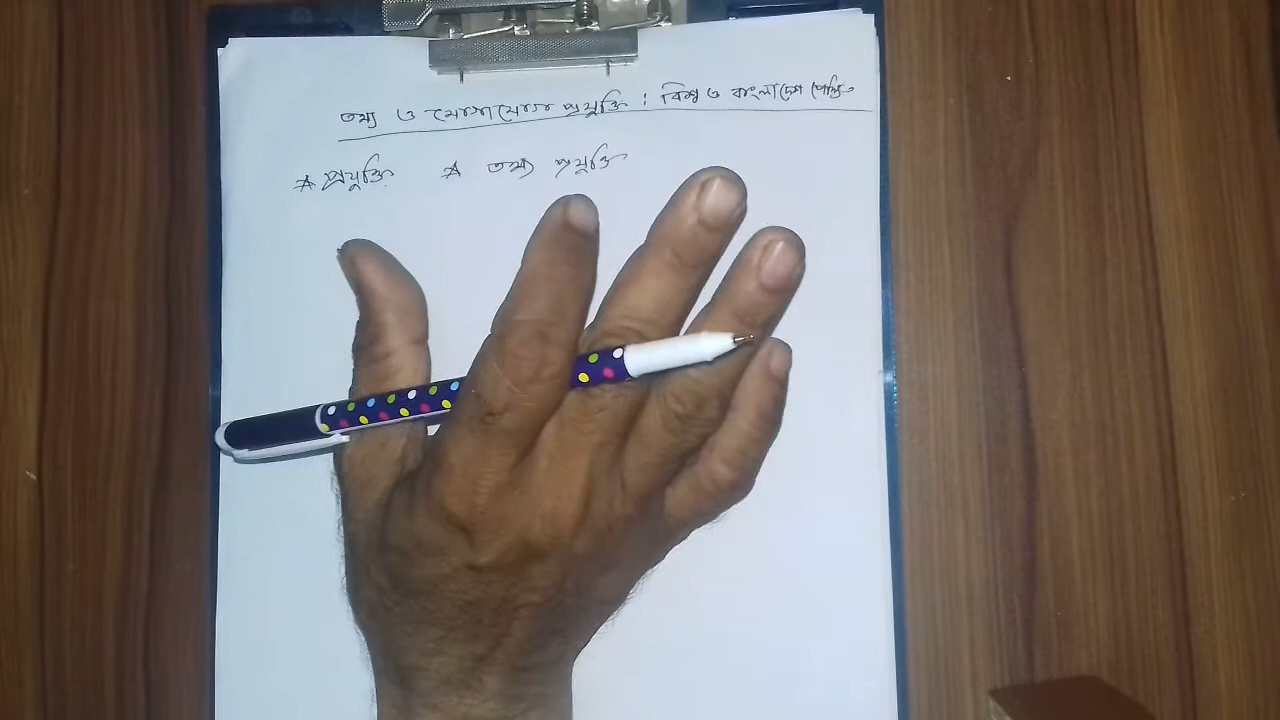 তথ্য ও যোগাযোগ প্রযুক্তি : বিশ্ব ও বাংলাদেশ প্রেক্ষিত
* প্রযুক্তি * তথ্য প্রযুক্তি